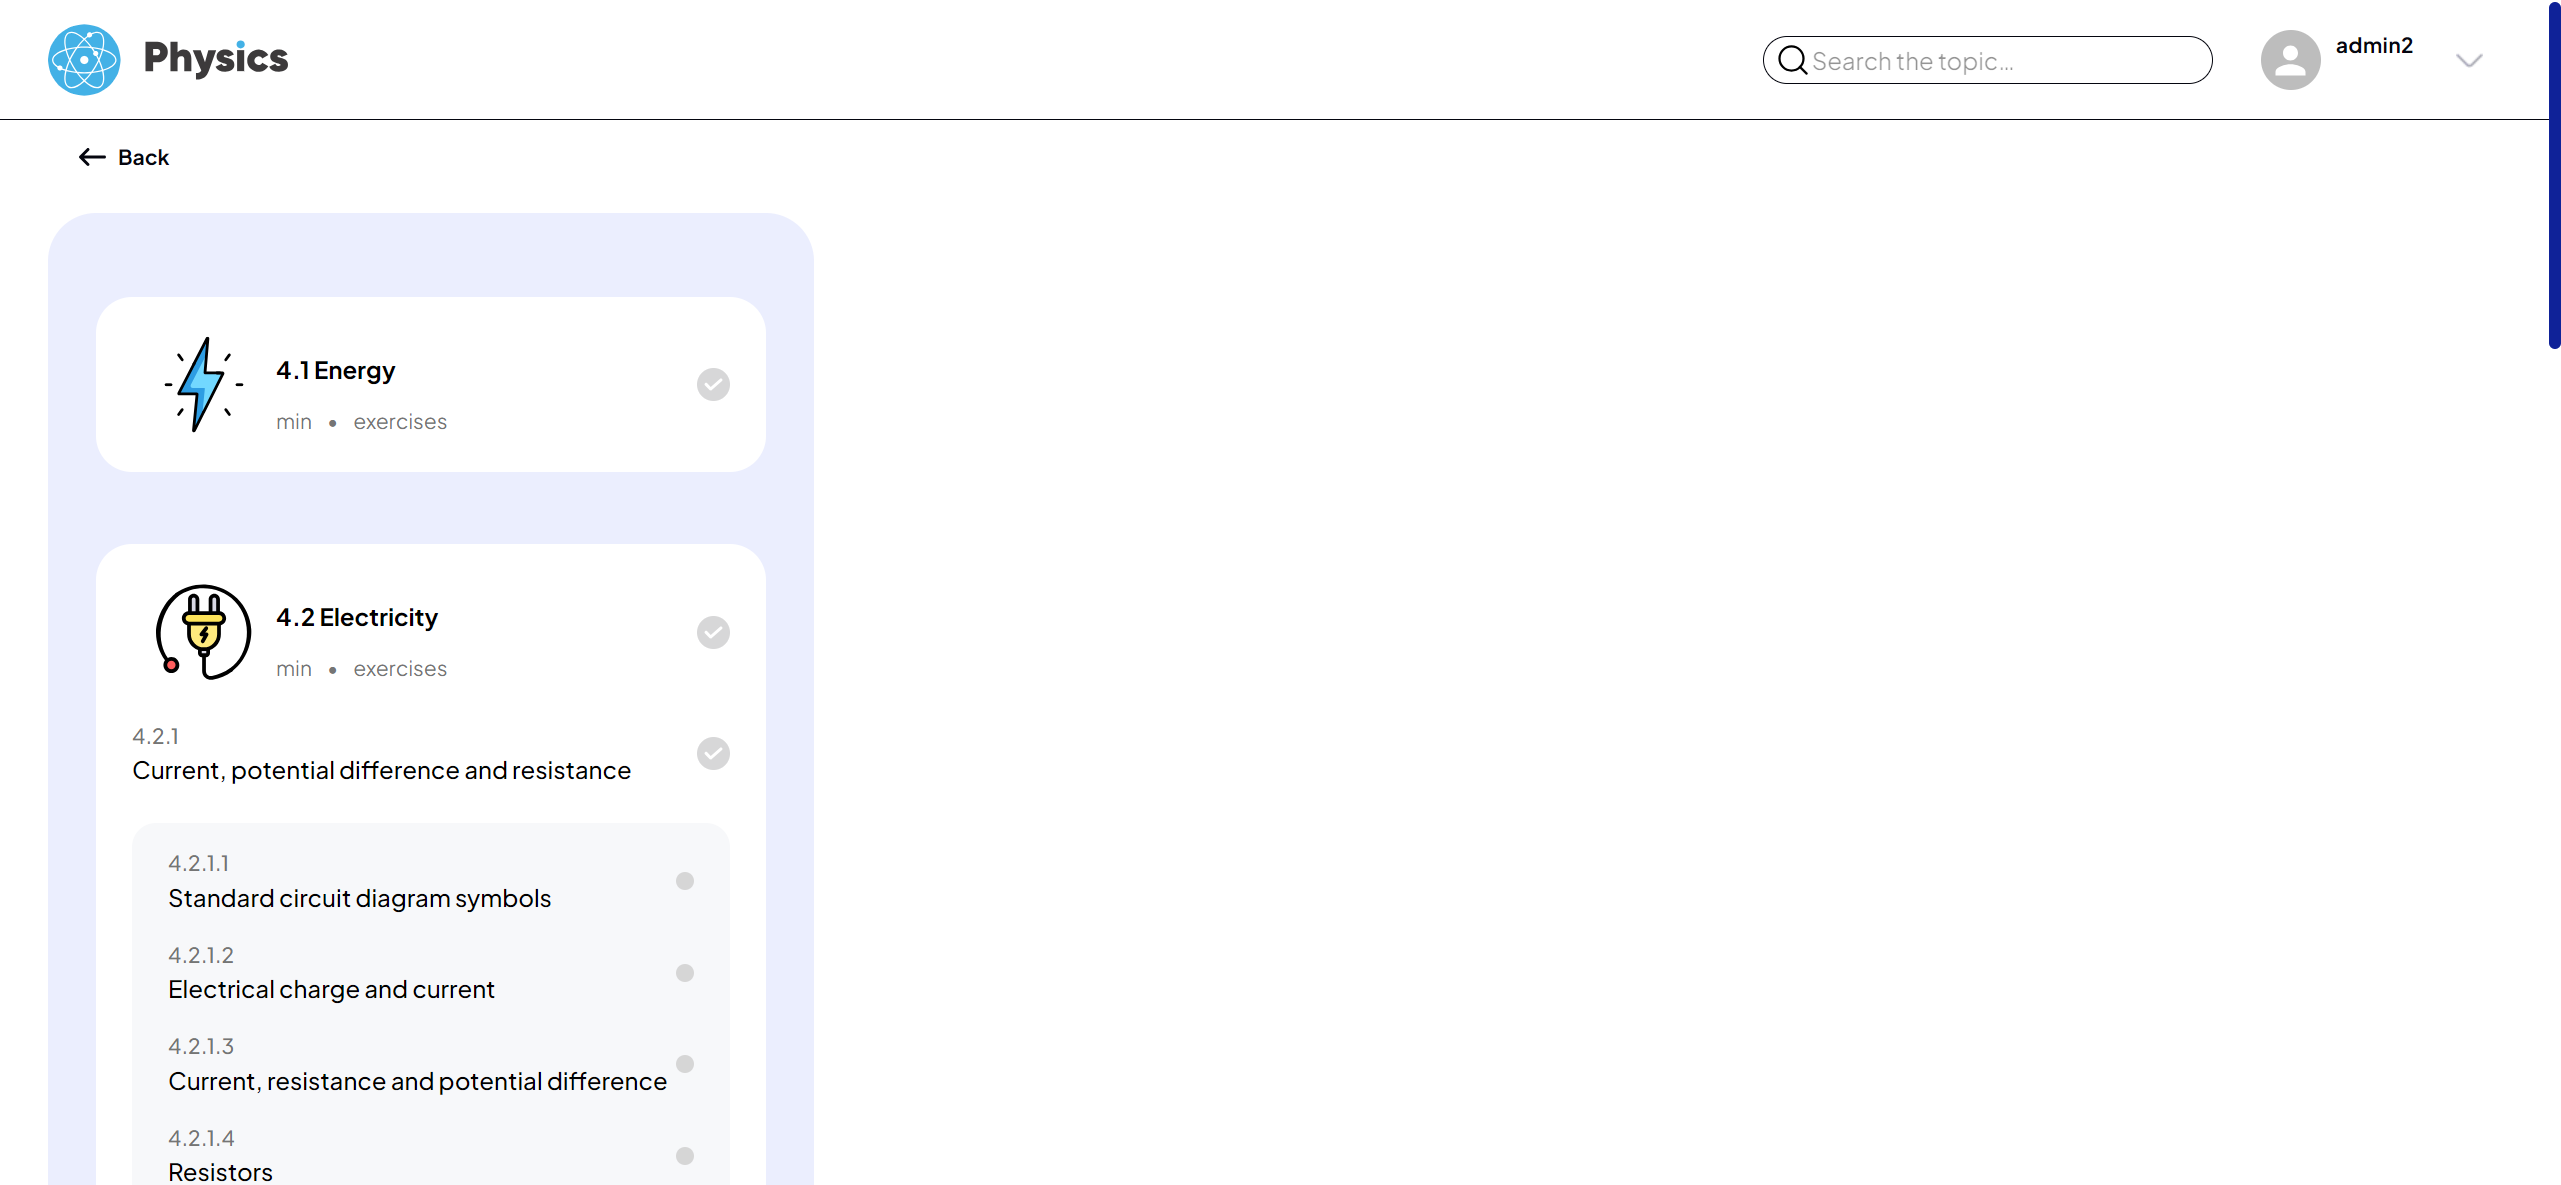 Physics
Search the topic...
admin2
Back
4.1 Energy
min • exercises
4.2 Electricity
min • exercises
4.2.1
Current, potential difference and resistance
4.2.1.1
Standard circuit diagram symbols
4.2.1.2
Electrical charge and current
4.2.1.3
Current, resistance and potential difference
4.2.1.4
Resistors